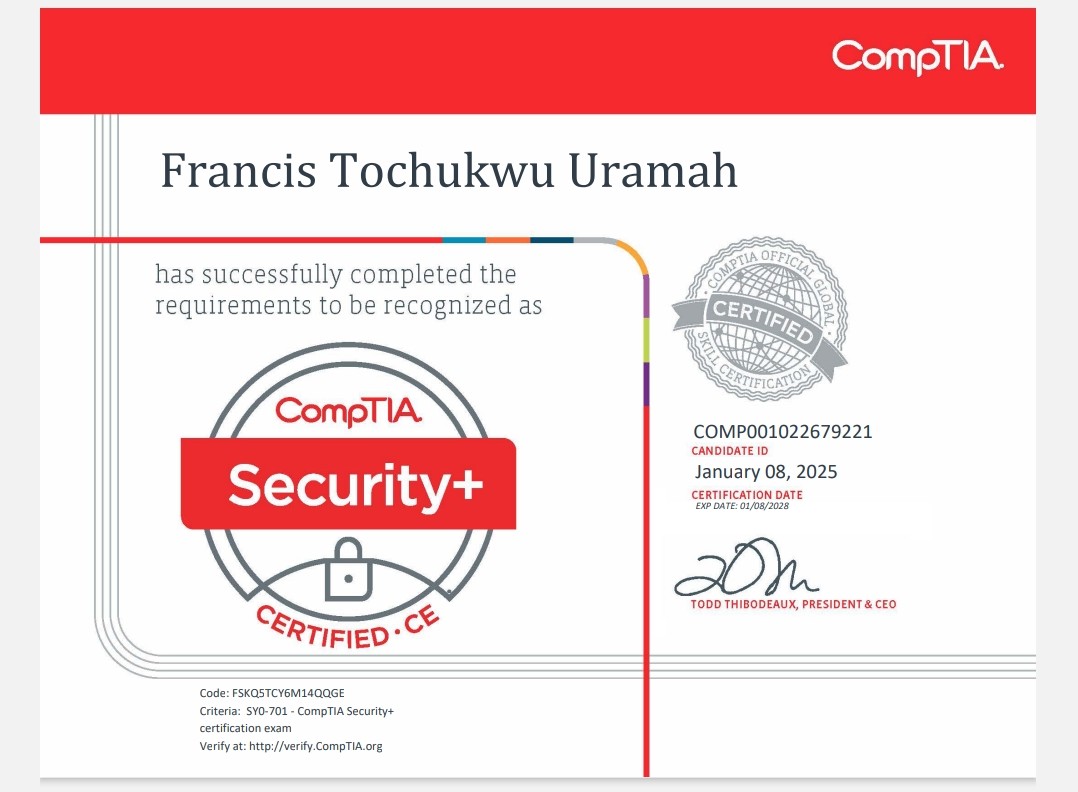 CompTIA.
Francis Tochukwu Uramah
has successfully completed the
requirements to be recognized as
CompTIA.
Security+
CERTIFIED • CE
· COMPTIA OFFICIAL GLOBAL ·
CERTIFIED
SKILL CERTIFICATION
COMP001022679221
CANDIDATE ID
January 08, 2025
CERTIFICATION DATE
EXP DATE: 01/08/2028
TODD THIBODEAUX, PRESIDENT & CEO
Code: FSKQ5TCY6M14QQGE
Criteria: SY0-701 - CompTIA Security+
certification exam
Verify at: http://verify.CompTIA.org